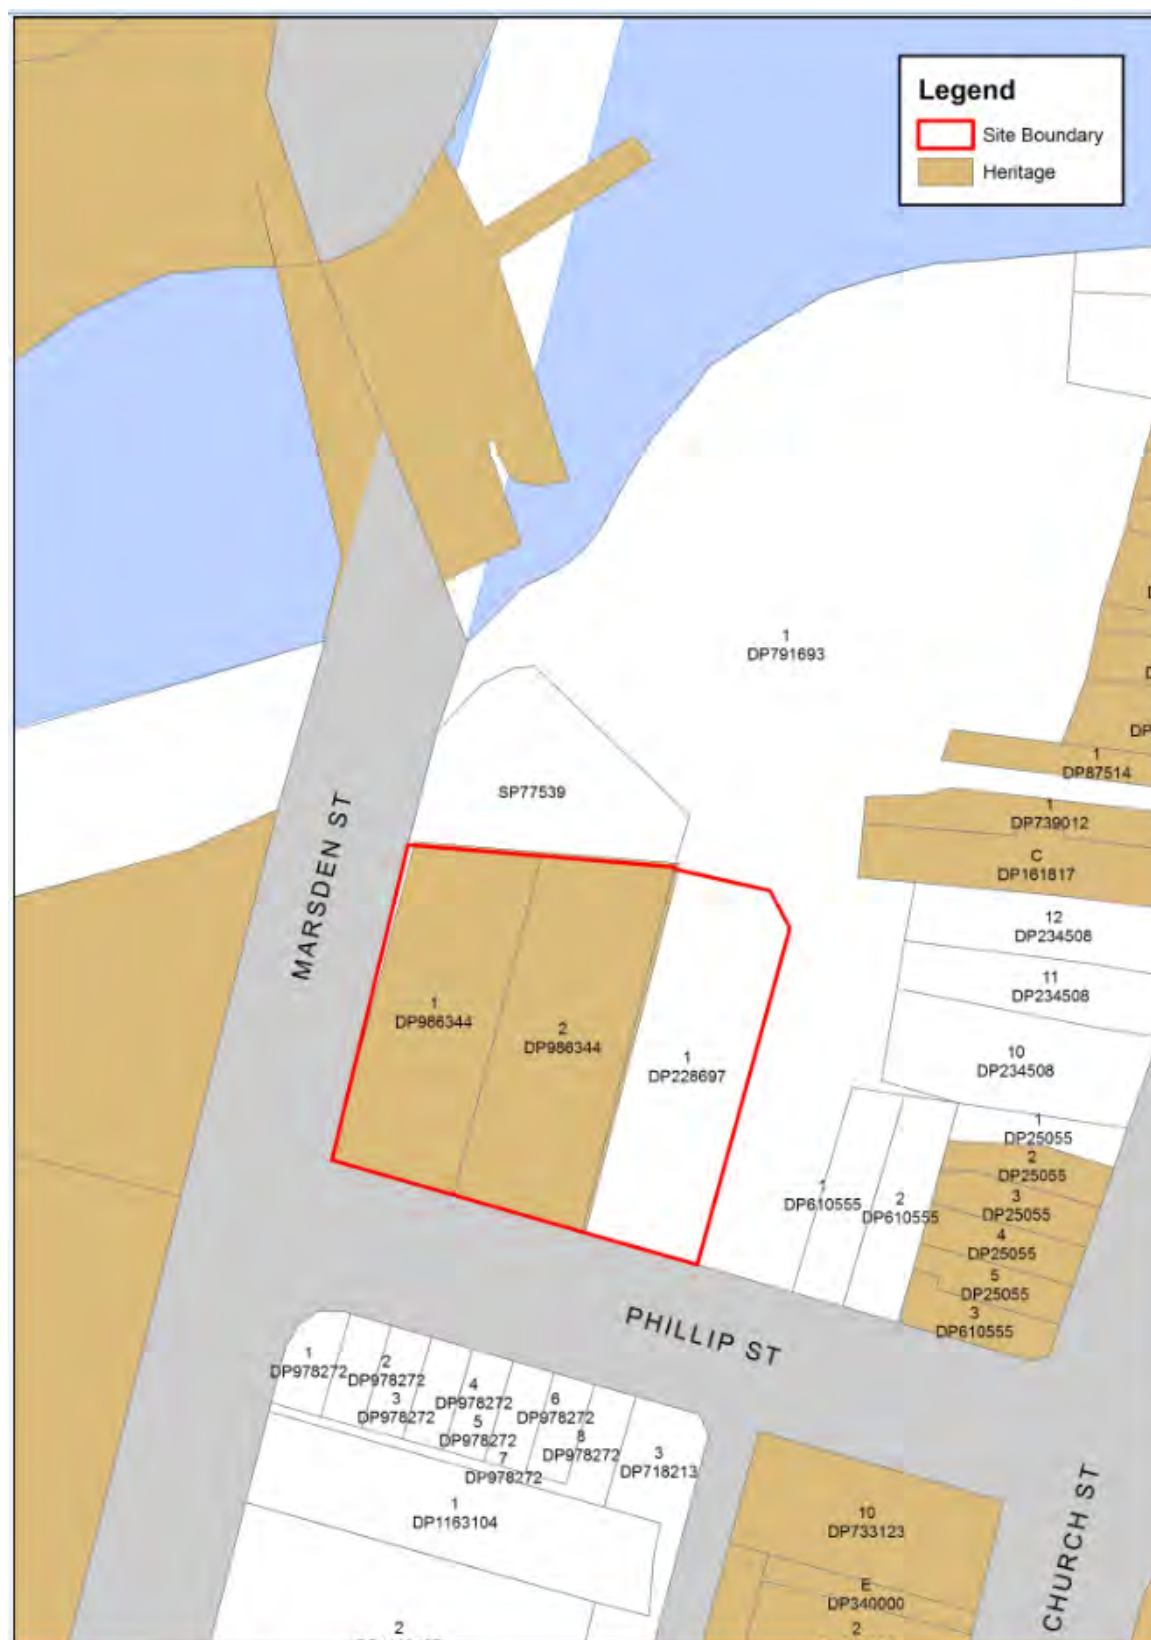 Legend
Site Boundary
Heritage
1
DP791693
1
DP87514
SP77539
1
DP739012
C
DP161817
MARSDEN ST
12
DP234508
11
DP234508
1
DP986344
2
DP986344
1
DP228697
10
DP234508
1
DP25055
2
DP25055
3
DP25055
4
DP25055
5
DP25055
3
DP610555
1
DP610555
2
DP610555
PHILLIP ST
1
DP978272
2
DP978272
3
DP978272
4
DP978272
5
DP978272
6
DP978272
7
DP978272
8
DP978272
3
DP718213
1
DP1163104
10
DP733123
E
DP340000
2
2
CHURCH ST